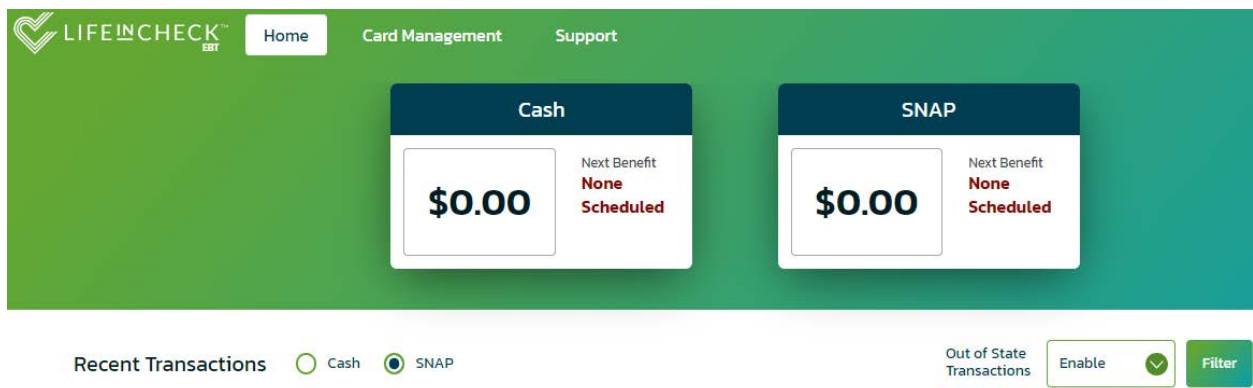 LIFEINCHECK™ EBT
Home
Card Management
Support
Cash
$0.00
Next Benefit
None
Scheduled
SNAP
$0.00
Next Benefit
None
Scheduled
Recent Transactions
Cash
SNAP
Out of State
Transactions
Enable
Filter